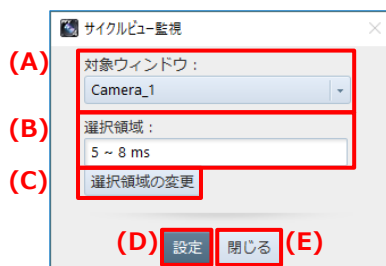 サイクルビュー監視
(A)
対象ウィンドウ：
Camera_1
(B)
選択領域：
5 ~ 8 ms
(C)
選択領域の変更
(D) 設定 閉じる (E)